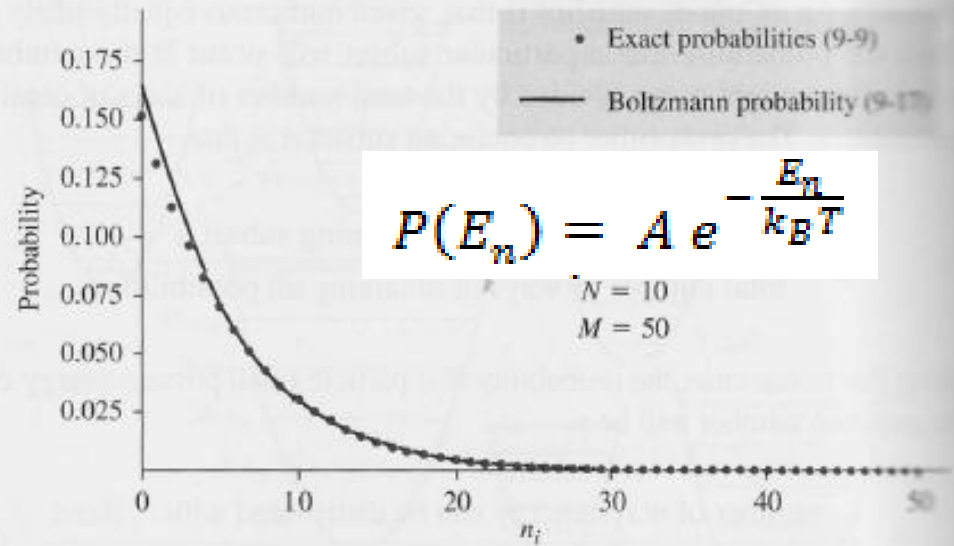 Exact probabilities (9-9)
Boltzmann probability (9-17)
P(E_n) = A e^{-\frac{E_n}{k_B T}}
N = 10
M = 50
Probability
0.175
0.150
0.125
0.100
0.075
0.050
0.025
0 10 20 30 40 50
n_i